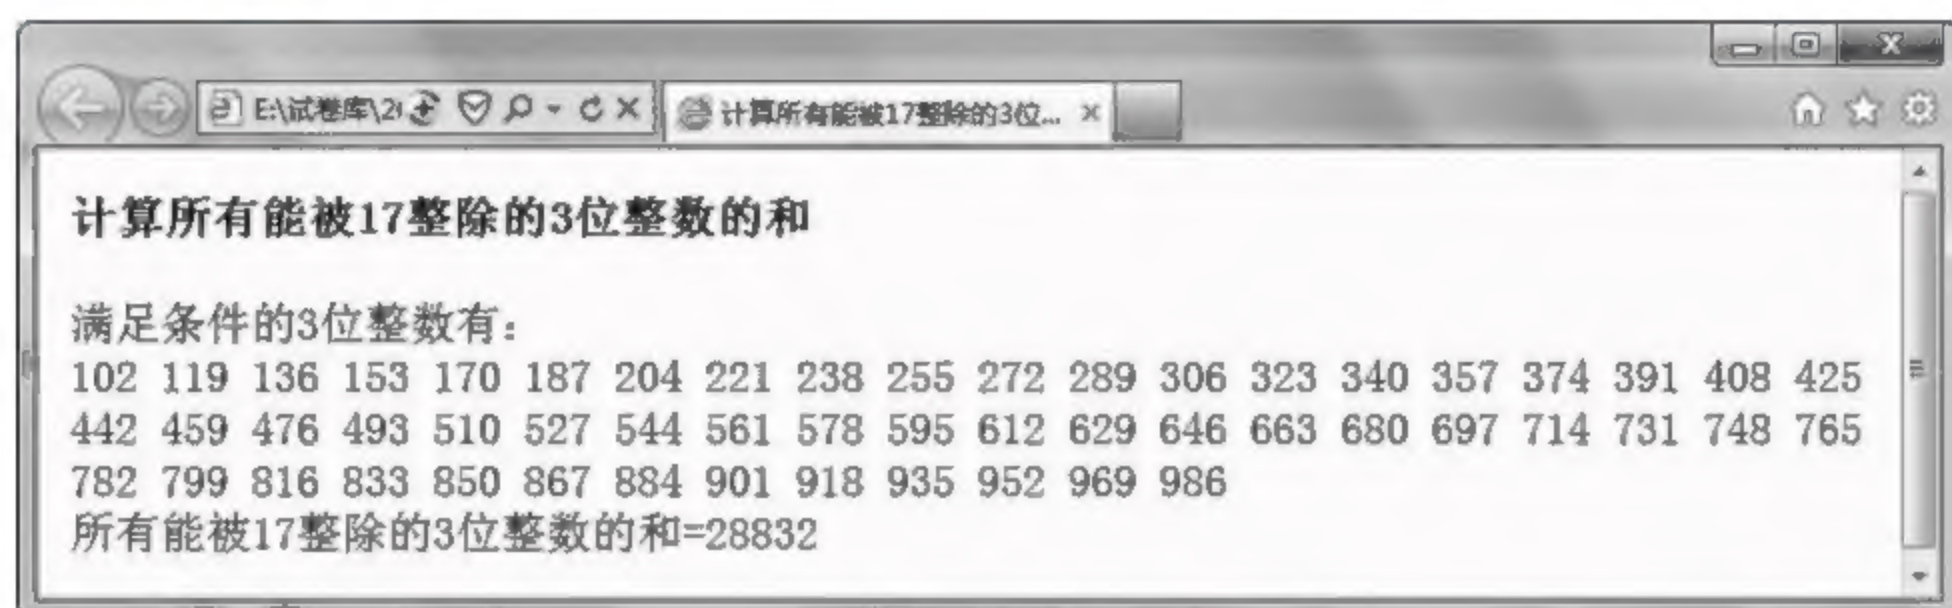 E:\试卷库\2
计算所有能被17整除的3位...
计算所有能被17整除的3位整数的和
满足条件的3位整数有：
102 119 136 153 170 187 204 221 238 255 272 289 306 323 340 357 374 391 408 425
442 459 476 493 510 527 544 561 578 595 612 629 646 663 680 697 714 731 748 765
782 799 816 833 850 867 884 901 918 935 952 969 986
所有能被17整除的3位整数的和=28832